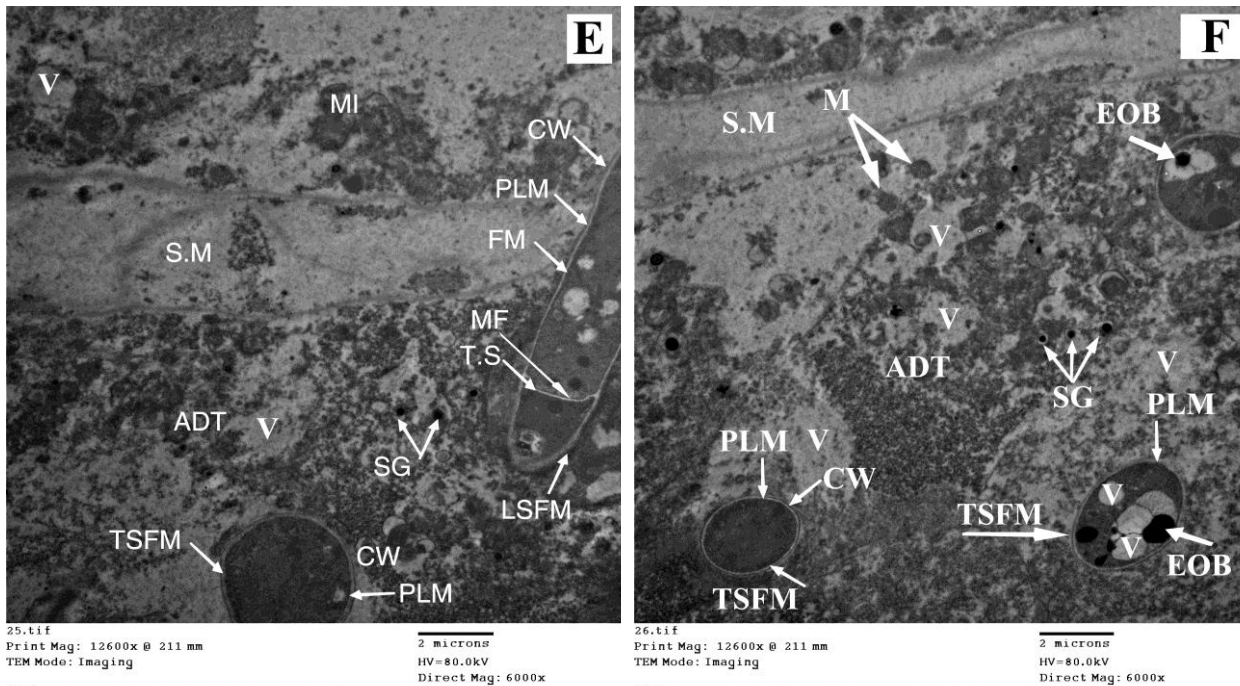 E
V
MI
CW
PLM
FM
S.M
MF
T.S
ADT
V
SG
LSFM
TSFM
CW
PLM
25.tif
Print Mag: 12600x @ 211 mm
TEM Mode: Imaging
2 microns
HV=80.0kV
Direct Mag: 6000x
F
M
S.M
EOB
V
V
ADT
SG
V
PLM
PLM
V
CW
V
TSFM
V
EOB
TSFM
26.tif
Print Mag: 12600x @ 211 mm
TEM Mode: Imaging
2 microns
HV=80.0kV
Direct Mag: 6000x